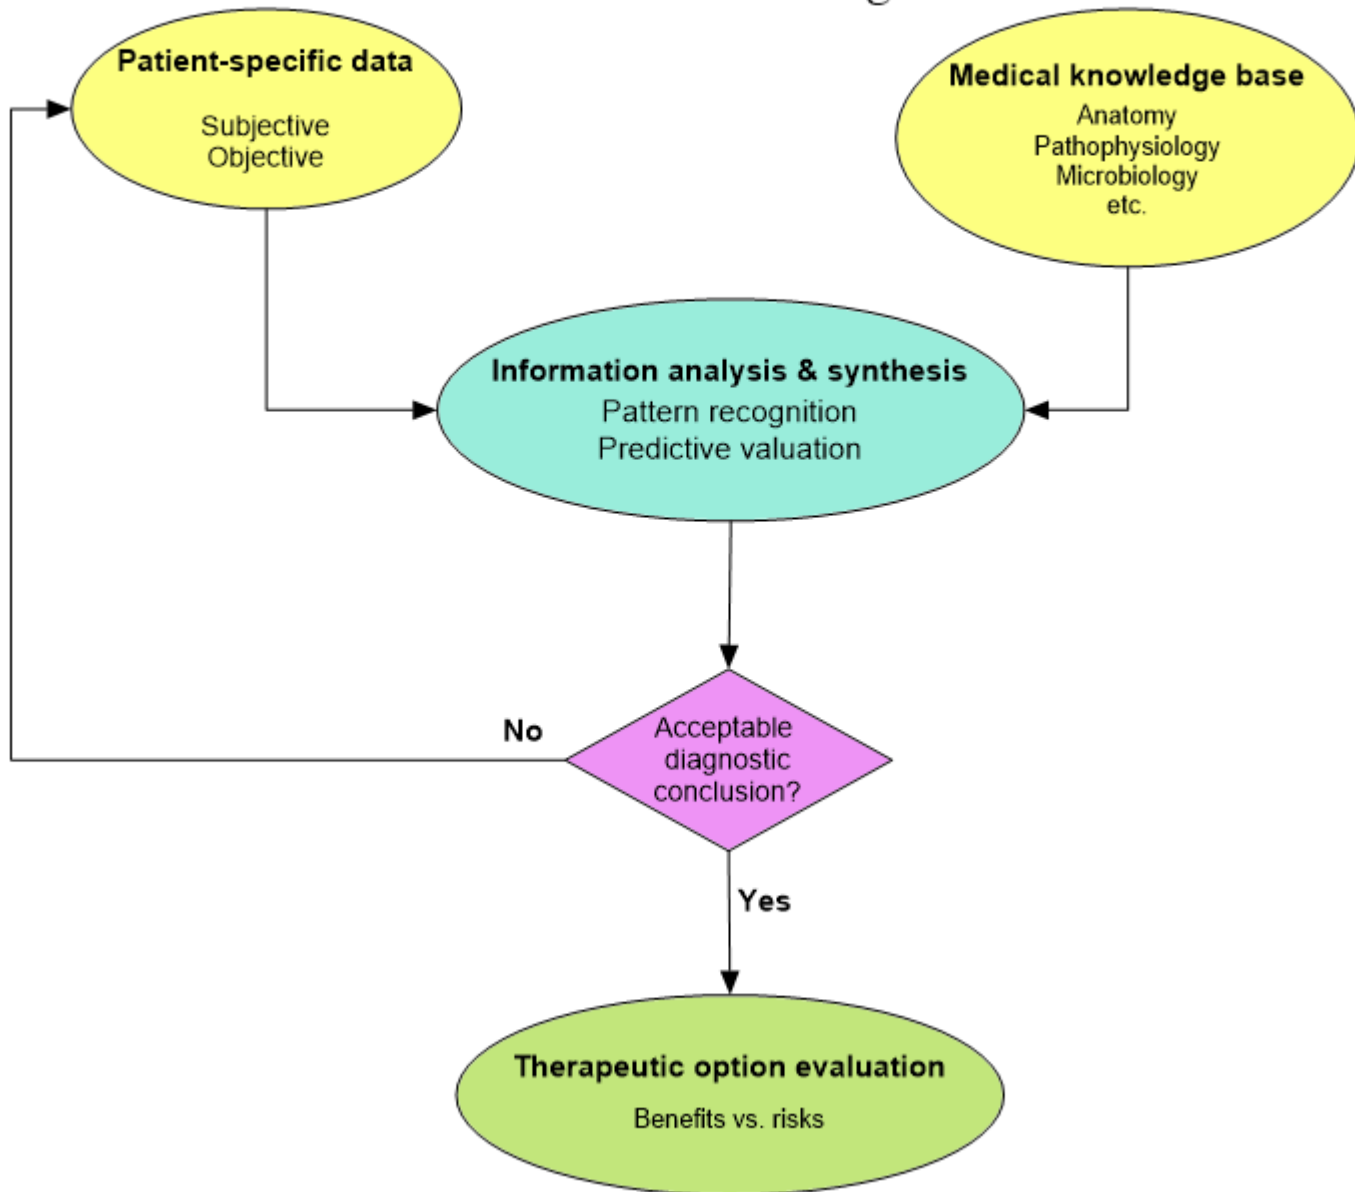 Patient-specific data
Subjective
Objective
Medical knowledge base
Anatomy
Pathophysiology
Microbiology
etc.
Information analysis & synthesis
Pattern recognition
Predictive valuation
No
Acceptable
diagnostic
conclusion?
Yes
Therapeutic option evaluation
Benefits vs. risks